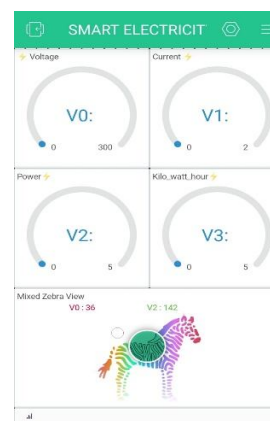 SMART ELECTRICIT
⚡ Voltage
Current ⚡
V0:
V1:
0 300
0 2
Power ⚡
Kilo_watt_hour ⚡
V2:
V3:
0 5
0 5
Mixed Zebra View
V0 : 36 V2 : 142